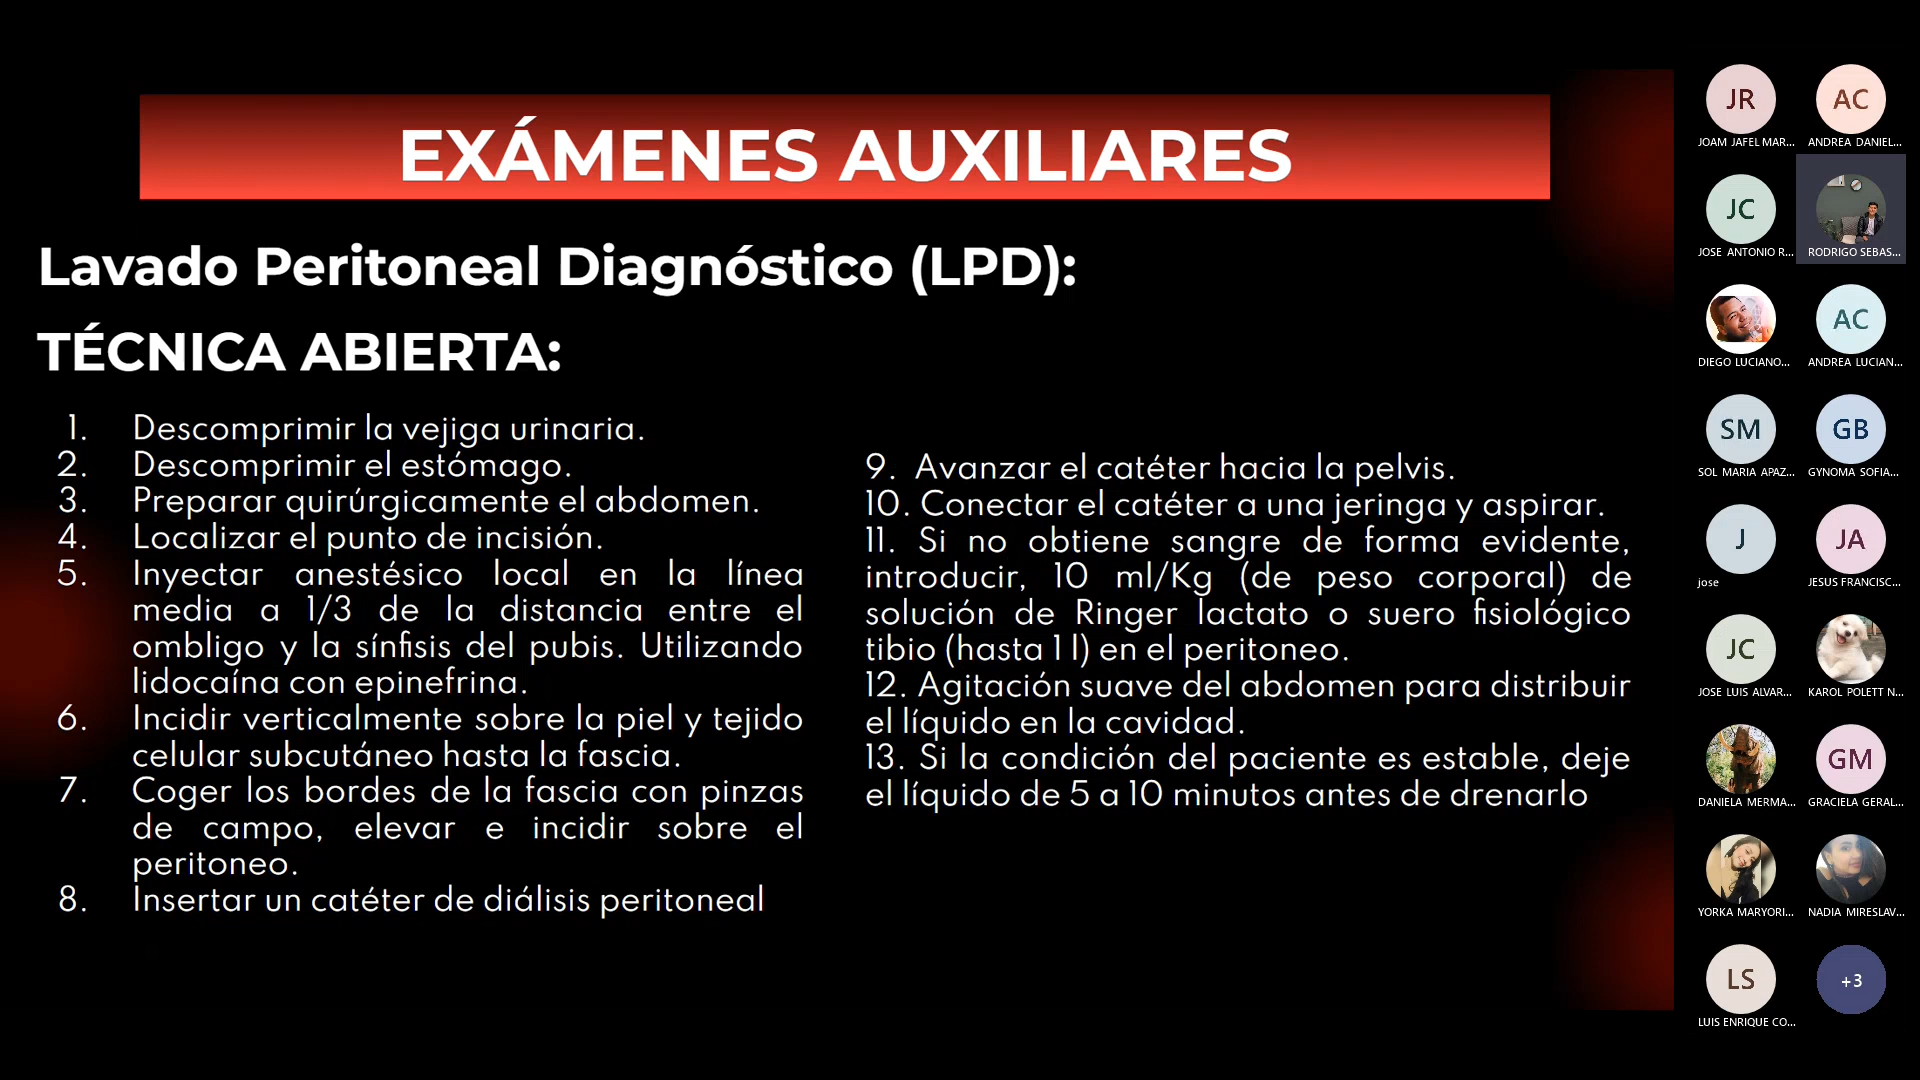 EXÁMENES AUXILIARES
Lavado Peritoneal Diagnóstico (LPD):
TÉCNICA ABIERTA:
1. Descomprimir la vejiga urinaria.
2. Descomprimir el estómago.
3. Preparar quirúrgicamente el abdomen.
4. Localizar el punto de incisión.
5. Inyectar anestésico local en la línea
media a 1/3 de la distancia entre el
ombligo y la sínfisis del pubis. Utilizando
lidocaína con epinefrina.
6. Incidir verticalmente sobre la piel y tejido
celular subcutáneo hasta la fascia.
7. Coger los bordes de la fascia con pinzas
de campo, elevar e incidir sobre el
peritoneo.
8. Insertar un catéter de diálisis peritoneal
9. Avanzar el catéter hacia la pelvis.
10. Conectar el catéter a una jeringa y aspirar.
11. Si no obtiene sangre de forma evidente,
introducir, 10 ml/Kg (de peso corporal) de
solución de Ringer lactato o suero fisiológico
tibio (hasta 1 l) en el peritoneo.
12. Agitación suave del abdomen para distribuir
el líquido en la cavidad.
13. Si la condición del paciente es estable, deje
el líquido de 5 a 10 minutos antes de drenarlo
JR
JOAM JAFEL MAR...
AC
ANDREA DANIEL...
JC
JOSE ANTONIO R...
RODRIGO SEBAS...
DIEGO LUCIANO...
AC
ANDREA LUCIAN...
SM
SOL MARIA APAZ...
GB
GYNOMA SOFIA...
J
jose
JA
JESUS FRANCISC...
JC
JOSE LUIS ALVAR...
KAROL POLETT N...
DANIELA MERMA...
GM
GRACIELA GERAL...
YORKA MARYORI...
NADIA MIRESLAV...
LS
LUIS ENRIQUE CO...
+3